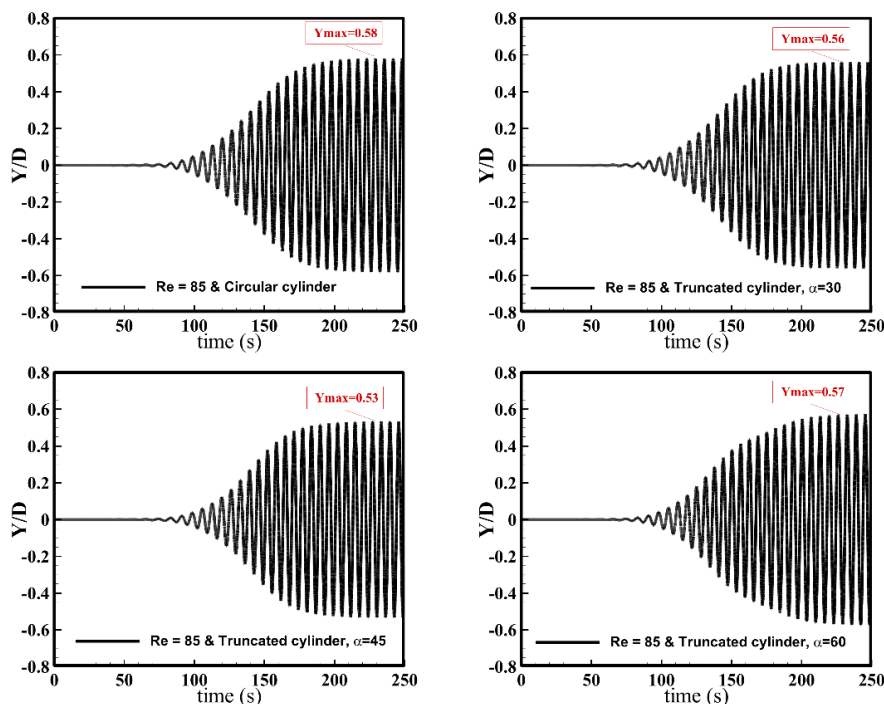 0.8
Ymax=0.58
0.6
0.4
0.2
Y/D
0
-0.2
-0.4
-0.6
Re = 85 & Circular cylinder
-0.8
0 50 100 150 200 250
time (s)
0.8
Ymax=0.56
0.6
0.4
0.2
Y/D
0
-0.2
-0.4
-0.6
Re = 85 & Truncated cylinder, α=30
-0.8
0 50 100 150 200 250
time (s)
0.8
Ymax=0.53
0.6
0.4
0.2
Y/D
0
-0.2
-0.4
-0.6
Re = 85 & Truncated cylinder, α=45
-0.8
0 50 100 150 200 250
time (s)
0.8
Ymax=0.57
0.6
0.4
0.2
Y/D
0
-0.2
-0.4
-0.6
Re = 85 & Truncated cylinder, α=60
-0.8
0 50 100 150 200 250
time (s)